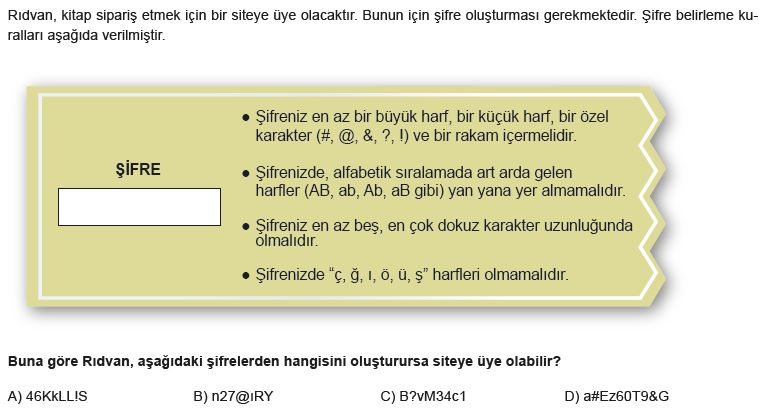 Rıdvan, kitap sipariş etmek için bir siteye üye olacaktır. Bunun için şifre oluşturması gerekmektedir. Şifre belirleme ku-
ralları aşağıda verilmiştir.
ŞİFRE
● Şifreniz en az bir büyük harf, bir küçük harf, bir özel
karakter (#, @, &, ?, !) ve bir rakam içermelidir.
● Şifrenizde, alfabetik sıralamada art arda gelen
harfler (AB, ab, Ab, aB gibi) yan yana yer almamalıdır.
● Şifreniz en az beş, en çok dokuz karakter uzunluğunda
olmalıdır.
● Şifrenizde “ç, ğ, ı, ö, ü, ş” harfleri olmamalıdır.
Buna göre Rıdvan, aşağıdaki şifrelerden hangisini oluşturursa siteye üye olabilir?
A) 46KkLL!S B) n27@ıRY C) B?vM34c1 D) a#Ez60T9&G